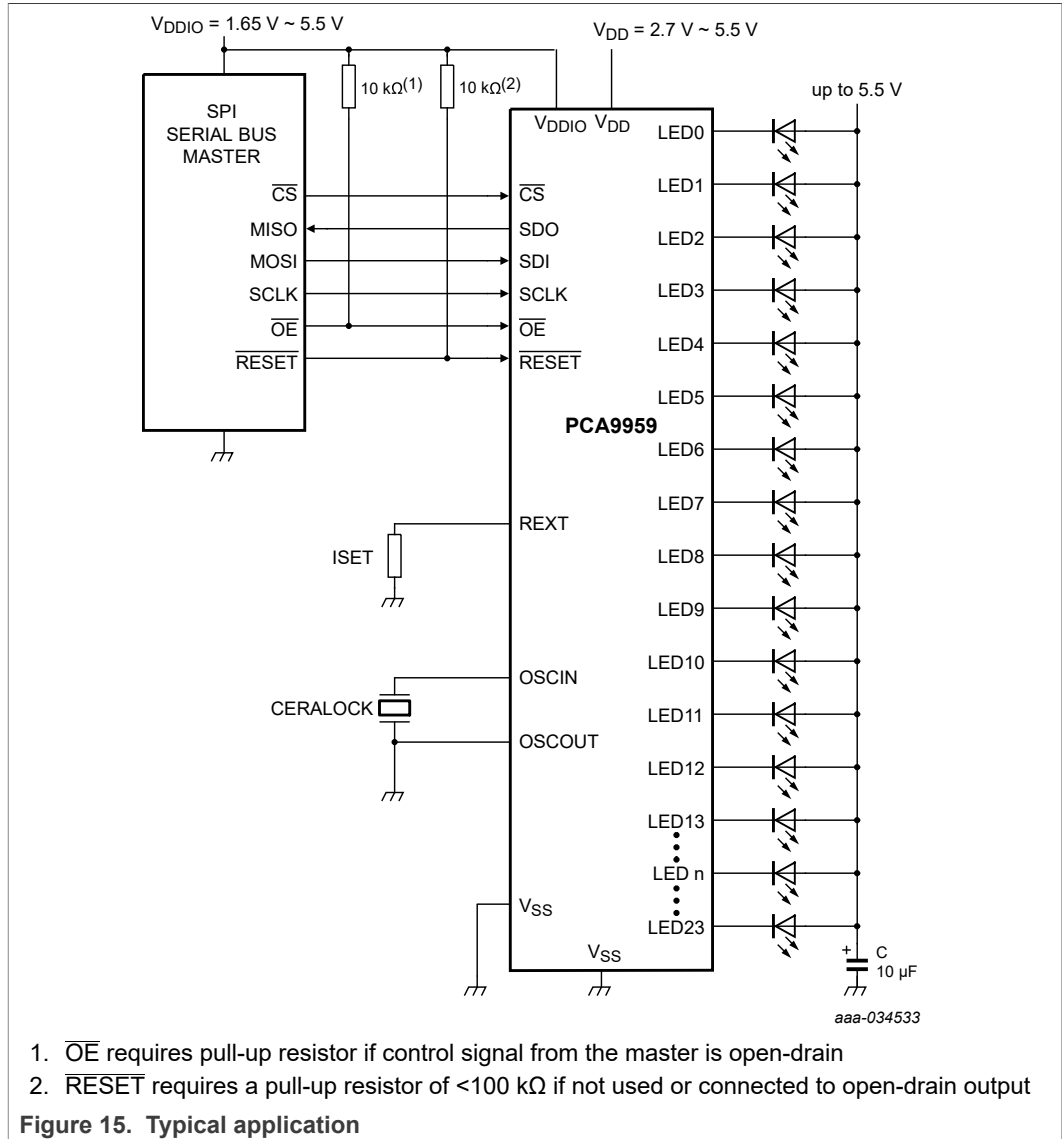 VDDIO = 1.65 V ~ 5.5 V
VDD = 2.7 V ~ 5.5 V
10 kΩ(1)
10 kΩ(2)
up to 5.5 V
SPI
SERIAL BUS
MASTER
CS
MISO
MOSI
SCLK
OE
RESET
VDDIO
VDD
CS
SDO
SDI
SCLK
OE
RESET
PCA9959
REXT
ISET
OSCIN
CERALOCK
OSCOUT
VSS
VSS
LED0
LED1
LED2
LED3
LED4
LED5
LED6
LED7
LED8
LED9
LED10
LED11
LED12
LED13
LED n
LED23
+
C
10 µF
aaa-034533
1. OE requires pull-up resistor if control signal from the master is open-drain
2. RESET requires a pull-up resistor of <100 kΩ if not used or connected to open-drain output
Figure 15. Typical application